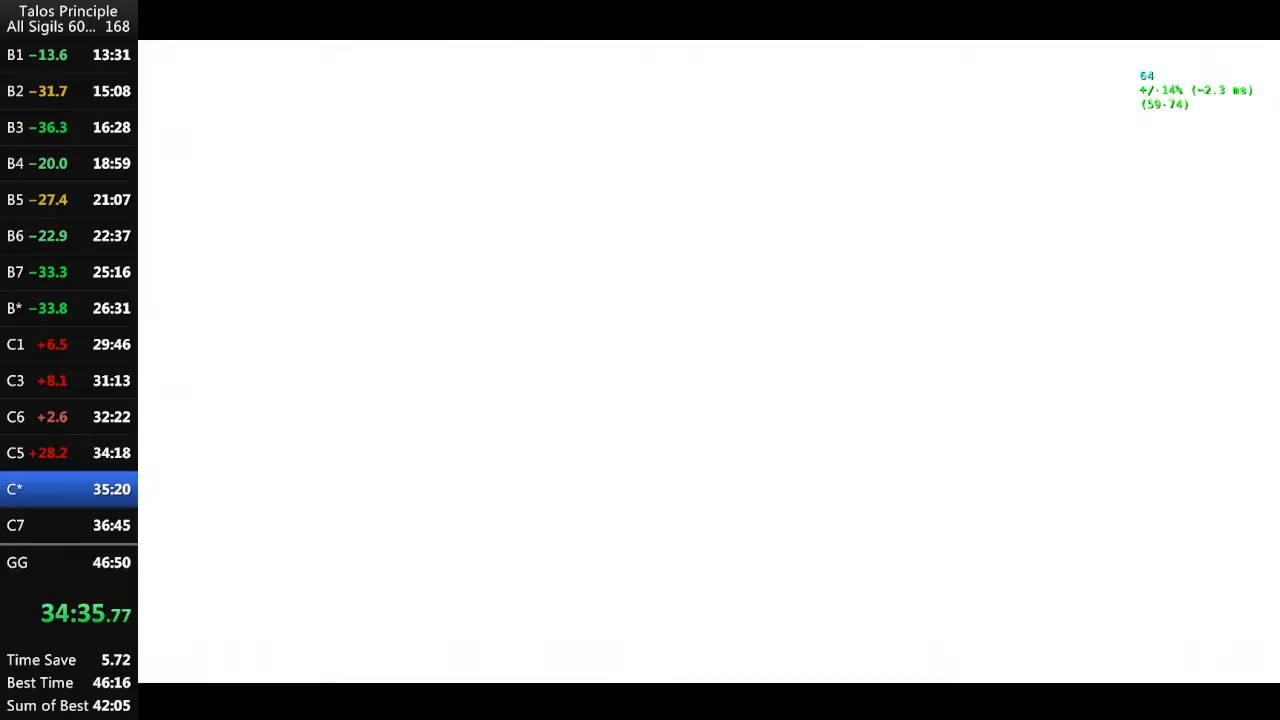 Talos Principle
All Sigils 60... 168
B1 −13.6 13:31
B2 −31.7 15:08
B3 −36.3 16:28
B4 −20.0 18:59
B5 −27.4 21:07
B6 −22.9 22:37
B7 −33.3 25:16
B* −33.8 26:31
C1 +6.5 29:46
C3 +8.1 31:13
C6 +2.6 32:22
C5 +28.2 34:18
C* 35:20
C7 36:45
GG 46:50
34:35.77
Time Save 5.72
Best Time 46:16
Sum of Best 42:05
64
+/-14% (~2.3 ms)
(59-74)